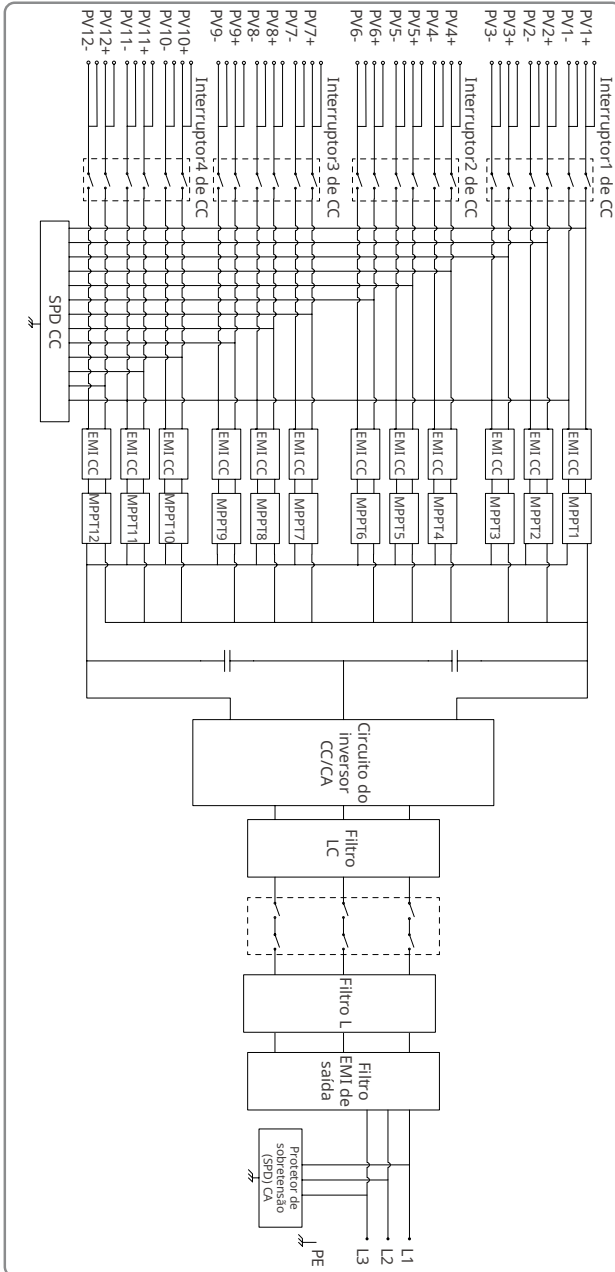 PV1+
PV1-
PV2+
PV2-
PV3+
PV3-
PV4+
PV4-
PV5+
PV5-
PV6+
PV6-
PV7+
PV7-
PV8+
PV8-
PV9+
PV9-
PV10+
PV10-
PV11+
PV11-
PV12+
PV12-
Interruptor1 de CC
Interruptor2 de CC
Interruptor3 de CC
Interruptor4 de CC
SPD CC
EMI CC
MPPT1
EMI CC
MPPT2
EMI CC
MPPT3
EMI CC
MPPT4
EMI CC
MPPT5
EMI CC
MPPT6
EMI CC
MPPT7
EMI CC
MPPT8
EMI CC
MPPT9
EMI CC
MPPT10
EMI CC
MPPT11
EMI CC
MPPT12
Circuito do
inversor
CC/CA
Filtro
LC
Filtro L
Filtro
EMI de
saída
Protetor de
sobretensão
(SPD) CA
L1
L2
L3
PE